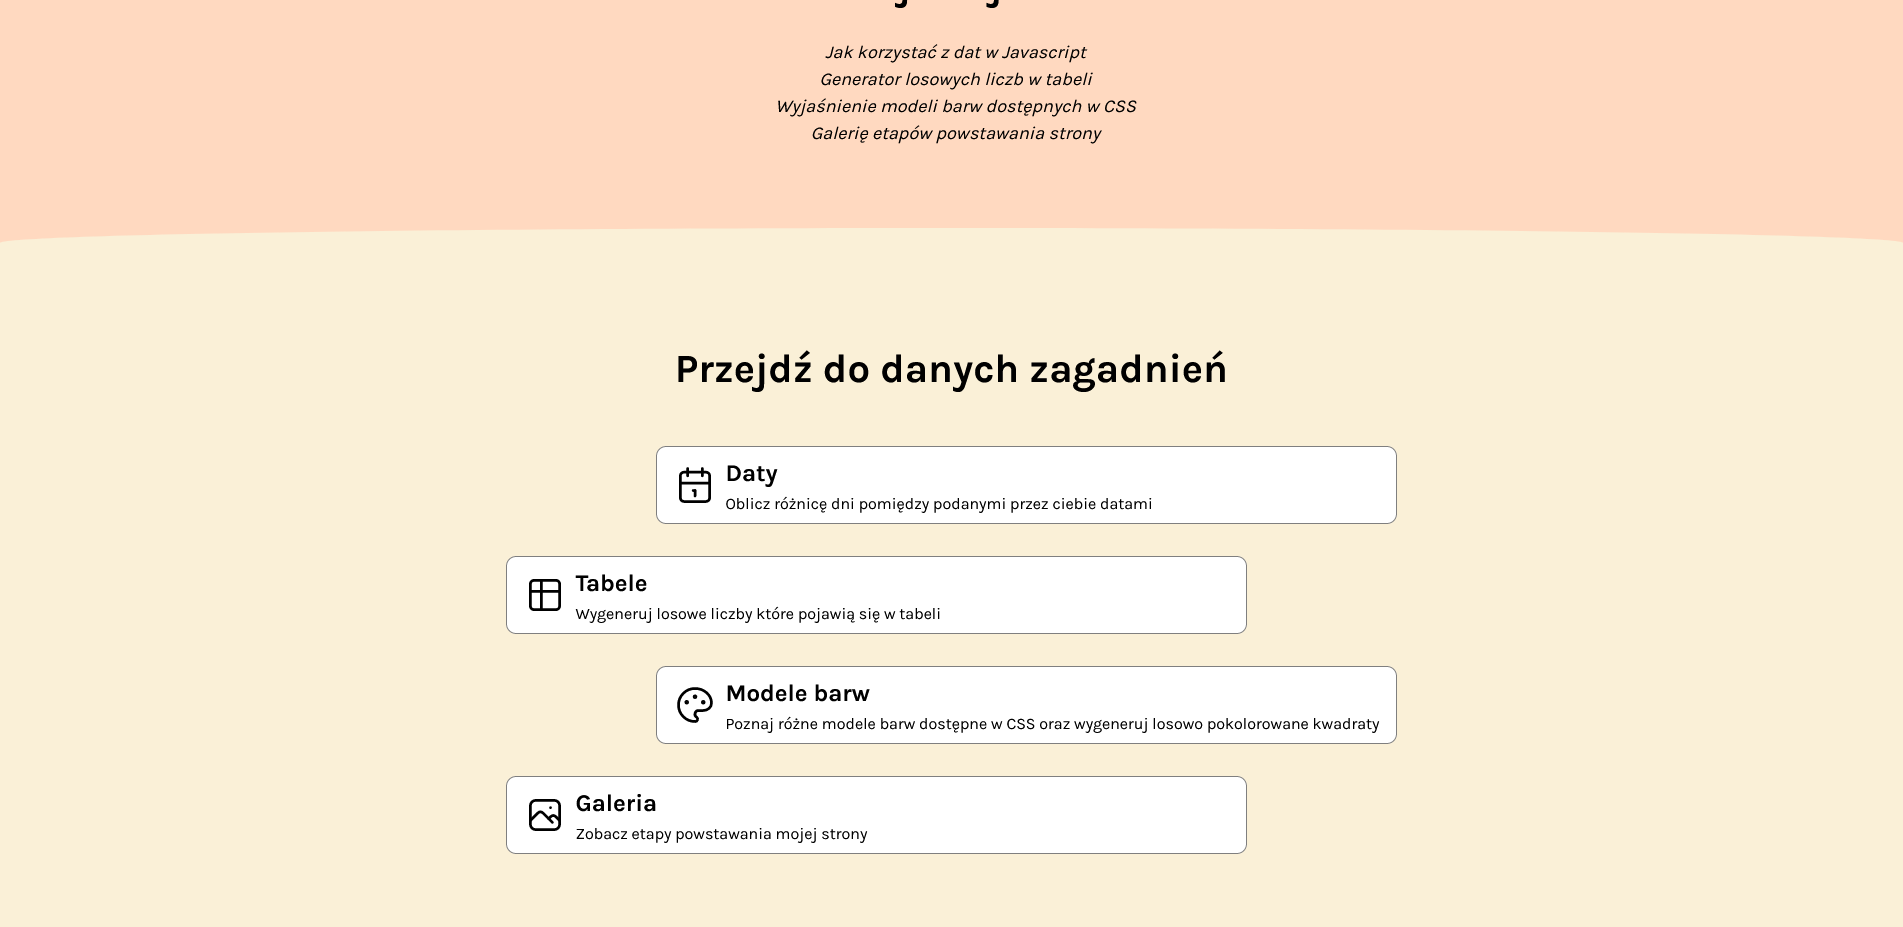 Jak korzystać z dat w Javascript
Generator losowych liczb w tabeli
Wyjaśnienie modeli barw dostępnych w CSS
Galerię etapów powstawania strony
Przejdź do danych zagadnień
Daty
Oblicz różnicę dni pomiędzy podanymi przez ciebie datami
Tabele
Wygeneruj losowe liczby które pojawią się w tabeli
Modele barw
Poznaj różne modele barw dostępne w CSS oraz wygeneruj losowo pokolorowane kwadraty
Galeria
Zobacz etapy powstawania mojej strony